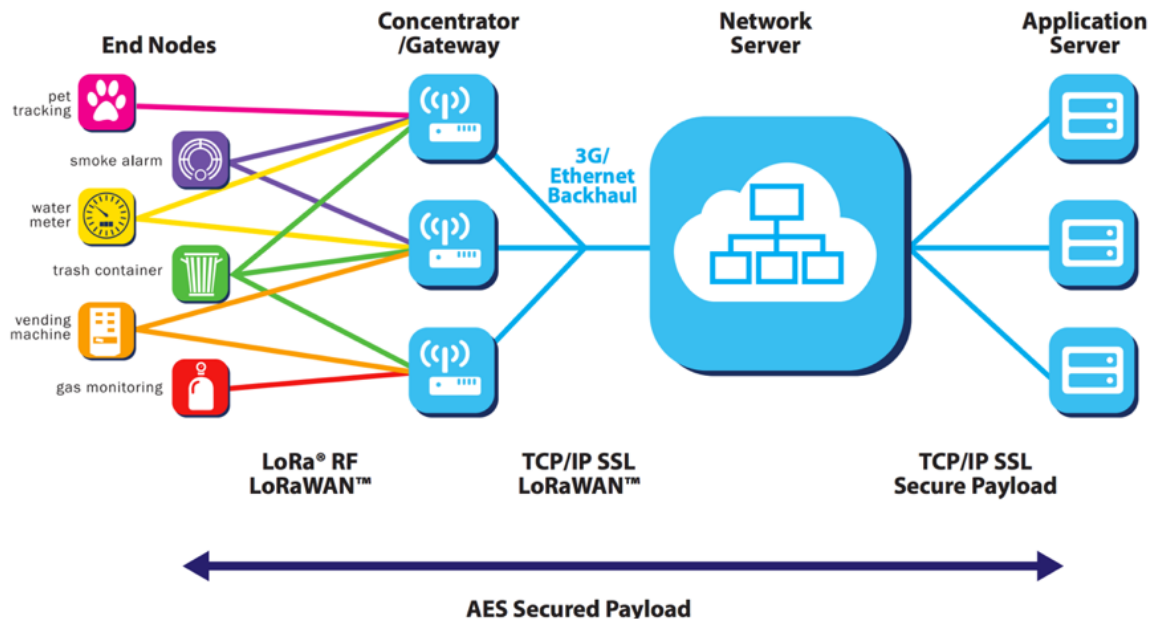 End Nodes
Concentrator
/Gateway
Network
Server
Application
Server
pet
tracking
smoke alarm
water
meter
trash container
vending
machine
gas monitoring
3G/
Ethernet
Backhaul
LoRa® RF
LoRaWAN™
TCP/IP SSL
LoRaWAN™
TCP/IP SSL
Secure Payload
AES Secured Payload